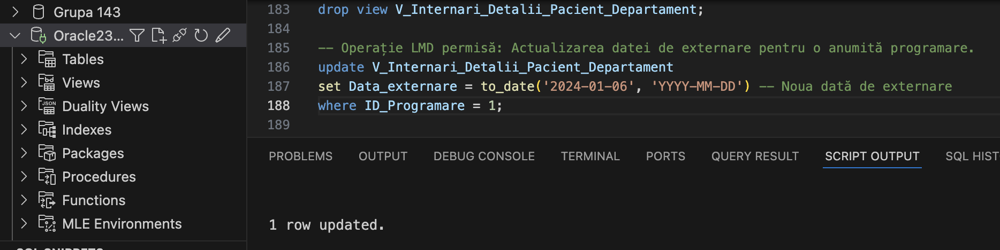 Grupa 143
Oracle23...
Tables
Views
JSON
Duality Views
Indexes
Packages
Procedures
Functions
MLE Environments
SQL SNIPPETS
183 drop view V_Internari_Detalii_Pacient_Departament;
184
185 -- Operație LMD permisă: Actualizarea datei de externare pentru o anumită programare.
186 update V_Internari_Detalii_Pacient_Departament
187 set Data_externare = to_date('2024-01-06', 'YYYY-MM-DD') -- Noua dată de externare
188 where ID_Programare = 1;
189
PROBLEMS OUTPUT DEBUG CONSOLE TERMINAL PORTS QUERY RESULT SCRIPT OUTPUT SQL HIST
1 row updated.